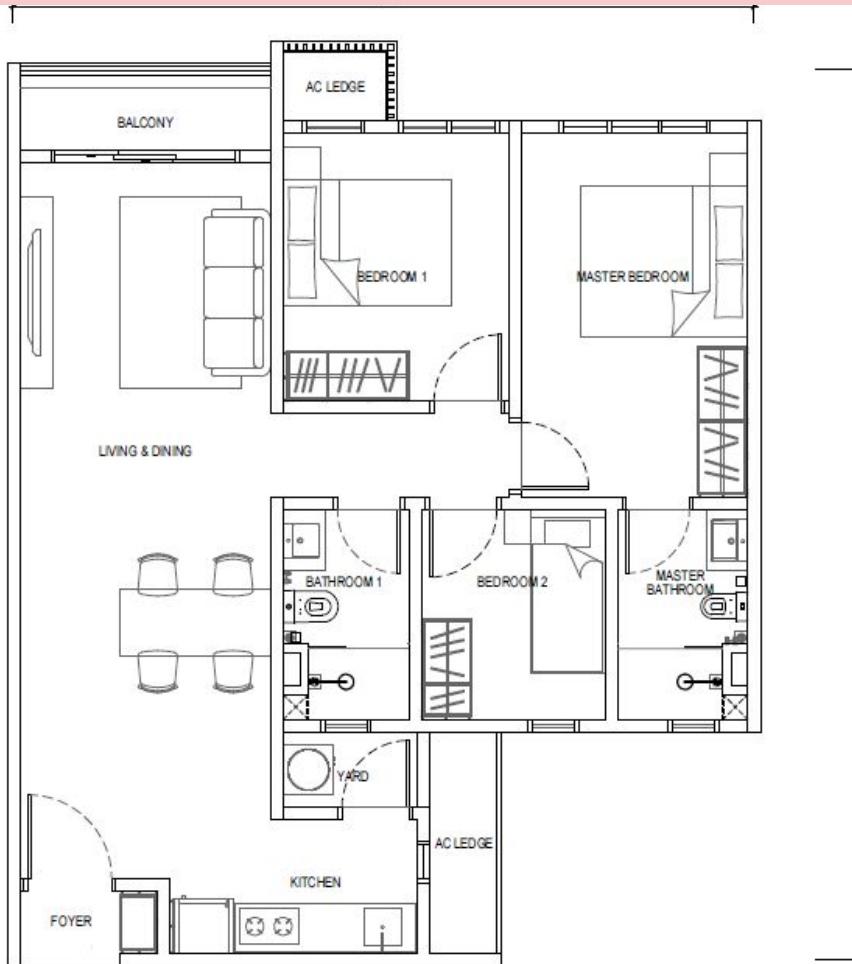 AC LEDGE
BALCONY
BEDROOM 1
MASTER BEDROOM
LIVING & DINING
BATHROOM 1
BEDROOM 2
MASTER
BATHROOM
YARD
AC LEDGE
KITCHEN
FOYER